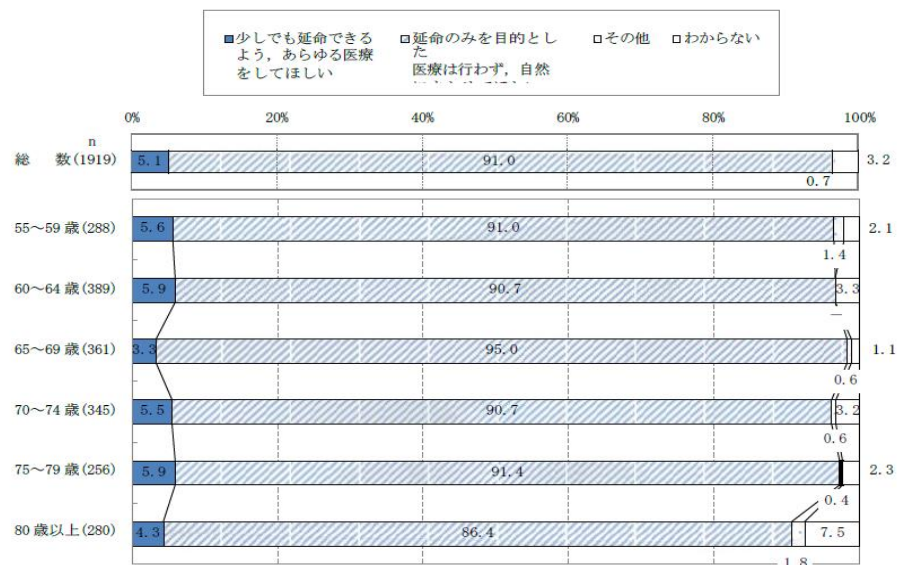 少しでも延命できる
よう，あらゆる医療
をしてほしい
延命のみを目的とし
た
医療は行わず，自然
その他
わからない
0% 20% 40% 60% 80% 100%
n
総 数(1919) 5.1 91.0 3.2
0.7
55～59 歳(288) 5.6 91.0 2.1
1.4
60～64 歳(389) 5.9 90.7 3.3
—
65～69 歳(361) 3.3 95.0 1.1
0.6
70～74 歳(345) 5.5 90.7 3.2
0.6
75～79 歳(256) 5.9 91.4 2.3
0.4
80 歳以上(280) 4.3 86.4 7.5
1.8